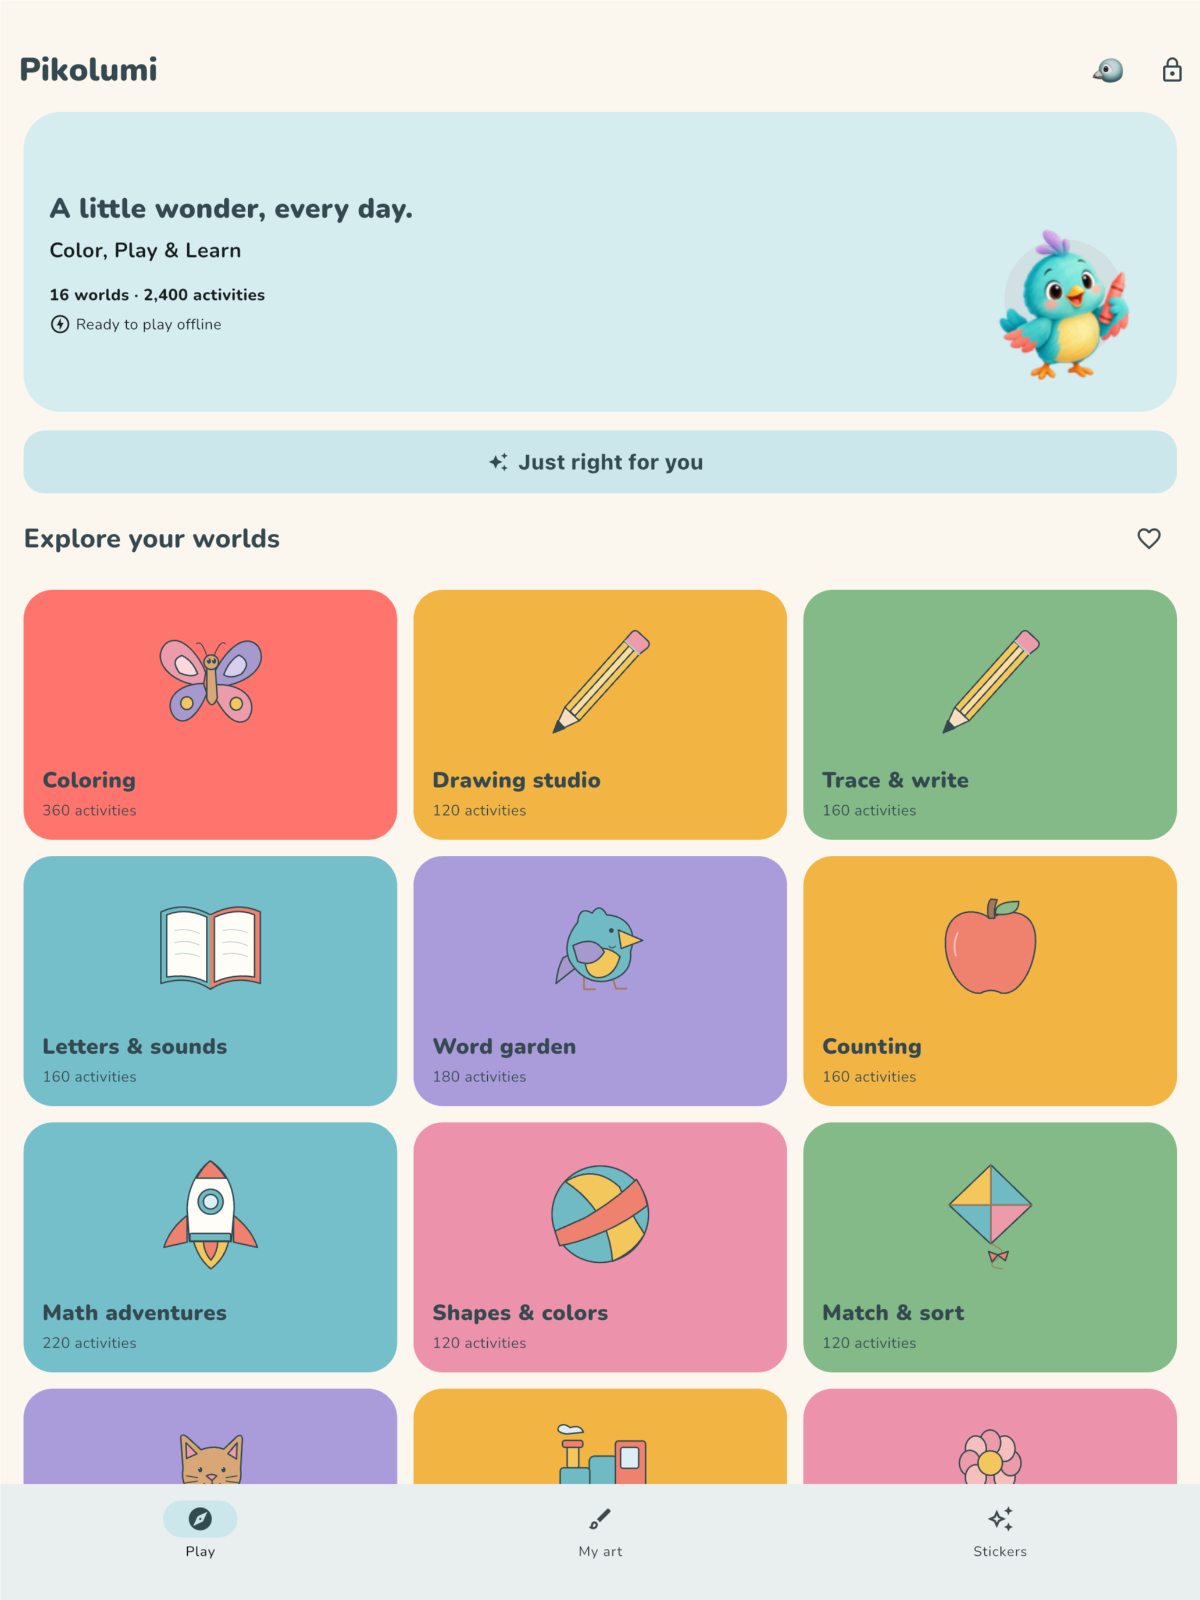 Pikolumi
A little wonder, every day.
Color, Play & Learn
16 worlds · 2,400 activities
Ready to play offline
Just right for you
Explore your worlds
Coloring
360 activities
Drawing studio
120 activities
Trace & write
160 activities
Letters & sounds
160 activities
Word garden
180 activities
Counting
160 activities
Math adventures
220 activities
Shapes & colors
120 activities
Match & sort
120 activities
Play
My art
Stickers